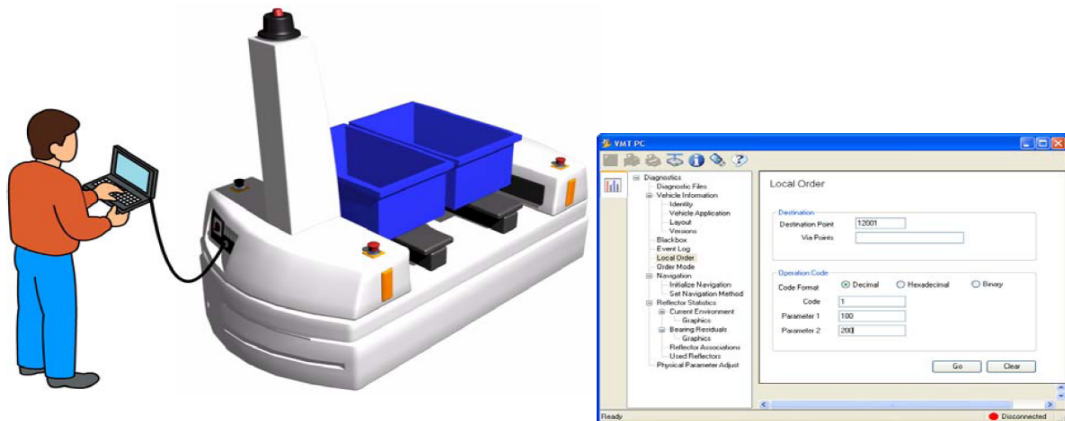 VMT PC
Diagnostics
Diagnostic Files
Vehicle Information
Identity
Vehicle Application
Layout
Versions
Blackbox
Event Log
Local Order
Order Mode
Navigation
Initialize Navigation
Set Navigation Method
Reflector Statistics
Current Environment
Graphics
Bearing Residuals
Graphics
Reflector Associations
Used Reflectors
Physical Parameter Adjust
Local Order
Destination
Destination Point 12001
Via Points
Operation Code
Code Format Decimal Hexadecimal Binary
Code 1
Parameter 1 100
Parameter 2 200
Go Clear
Ready Disconnected